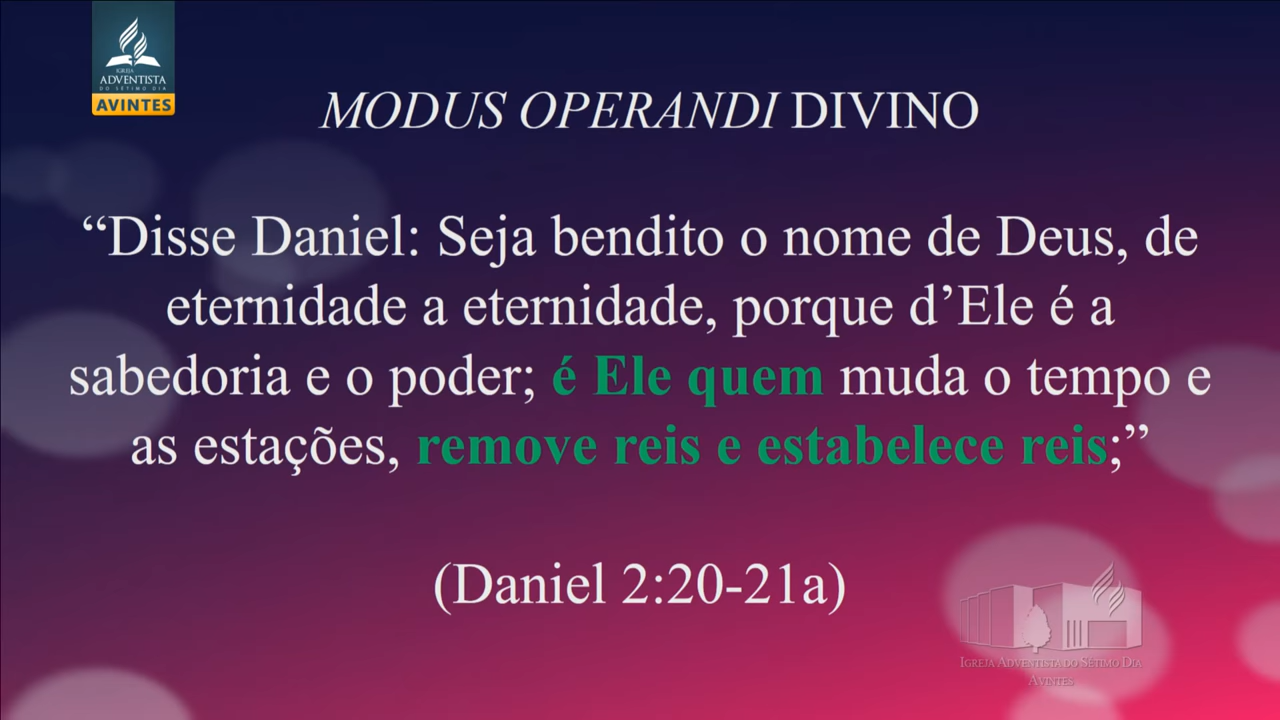 IGREJA
ADVENTISTA
DO SÉTIMO DIA
AVINTES
MODUS OPERANDI DIVINO
“Disse Daniel: Seja bendito o nome de Deus, de
eternidade a eternidade, porque d’Ele é a
sabedoria e o poder; é Ele quem muda o tempo e
as estações, remove reis e estabelece reis;”
(Daniel 2:20-21a)
IGREJA ADVENTISTA DO SÉTIMO DIA
AVINTES